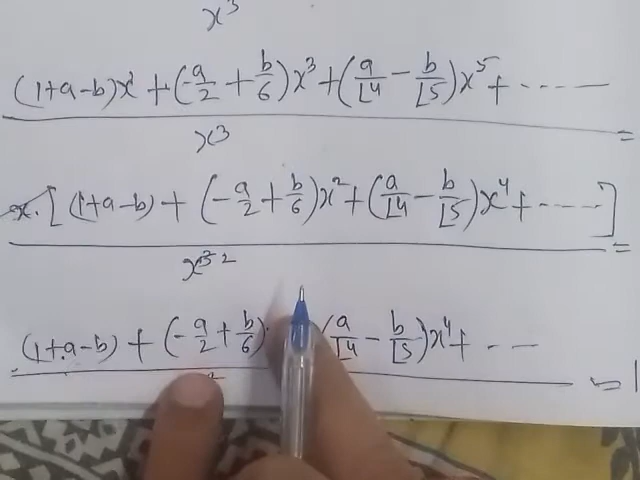 x³
(1+a-b)x + (-a/2 + b/6)x³ + (a/⌊4 - b/⌊5)x⁵ + ------
x³ =
x.[(1+a-b) + (-a/2 + b/6)x² + (a/⌊4 - b/⌊5)x⁴ + -----]
x³ 2 =
(1+a-b) + (-a/2 + b/6) (a/⌊4 - b/⌊5)x⁴ + -- --
= 1